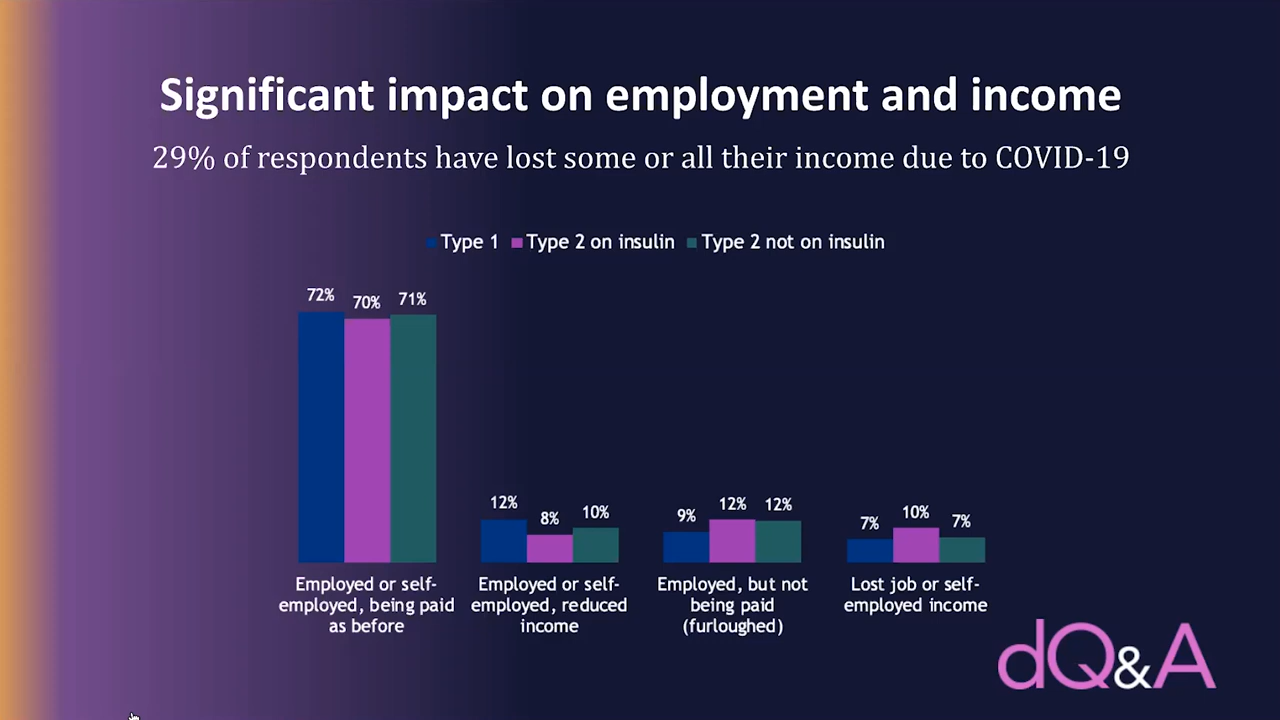 Significant impact on employment and income
29% of respondents have lost some or all their income due to COVID-19
Type 1 Type 2 on insulin Type 2 not on insulin
72% 70% 71%
12% 8% 10%
9% 12% 12%
7% 10% 7%
Employed or self-
employed, being paid
as before
Employed or self-
employed, reduced
income
Employed, but not
being paid
(furloughed)
Lost job or self-
employed income
dQ&A